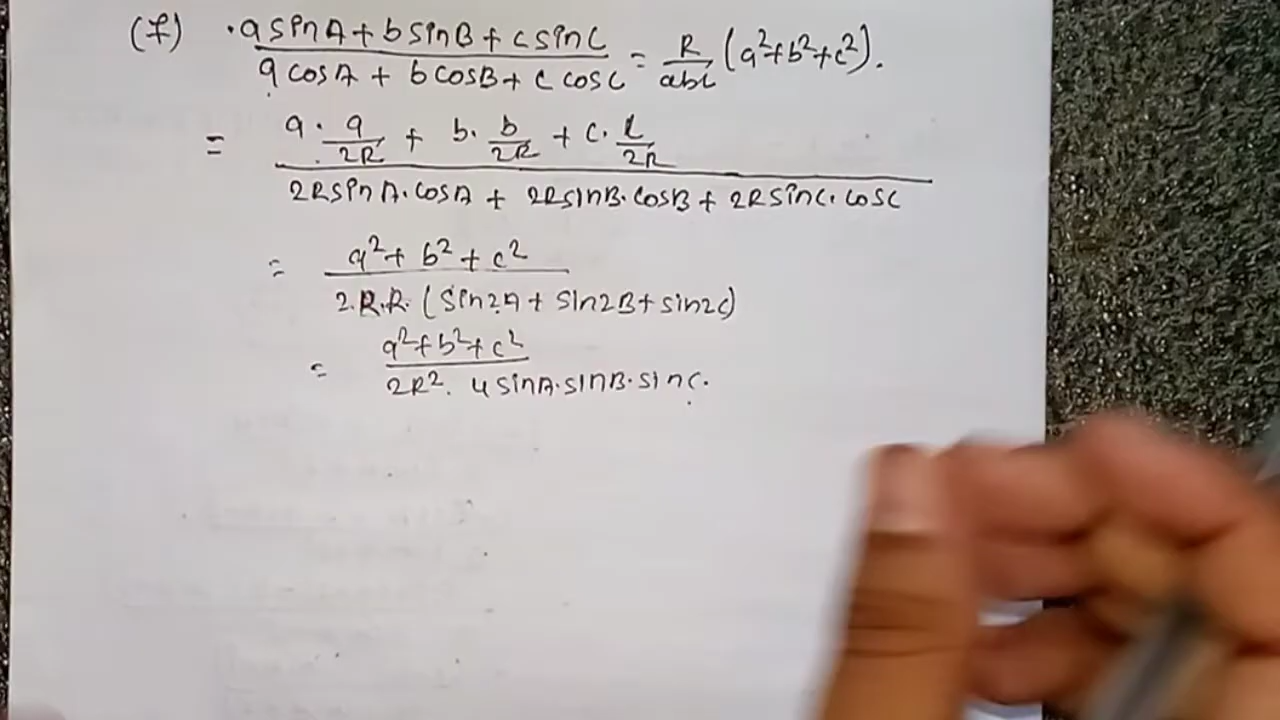 (f) . a sinA + b sinB + c sinC / a cosA + b cosB + c cosC = R/abc (a²+b²+c²).
= a · a/2R + b · b/2R + c · c/2R / 2R sinA · cosA + 2R sinB · cosB + 2R sinC · cosC
= a² + b² + c² / 2 . R . R . (sin2A + sin2B + sin2C)
= a² + b² + c² / 2R² . 4 sinA · sinB · sinC .